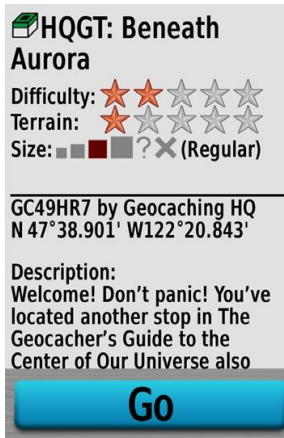 HQGT: Beneath
Aurora
Difficulty:
Terrain:
Size: ? (Regular)
GC49HR7 by Geocaching HQ
N 47°38.901' W122°20.843'
Description:
Welcome! Don't panic! You've
located another stop in The
Geocacher's Guide to the
Center of Our Universe also
Go